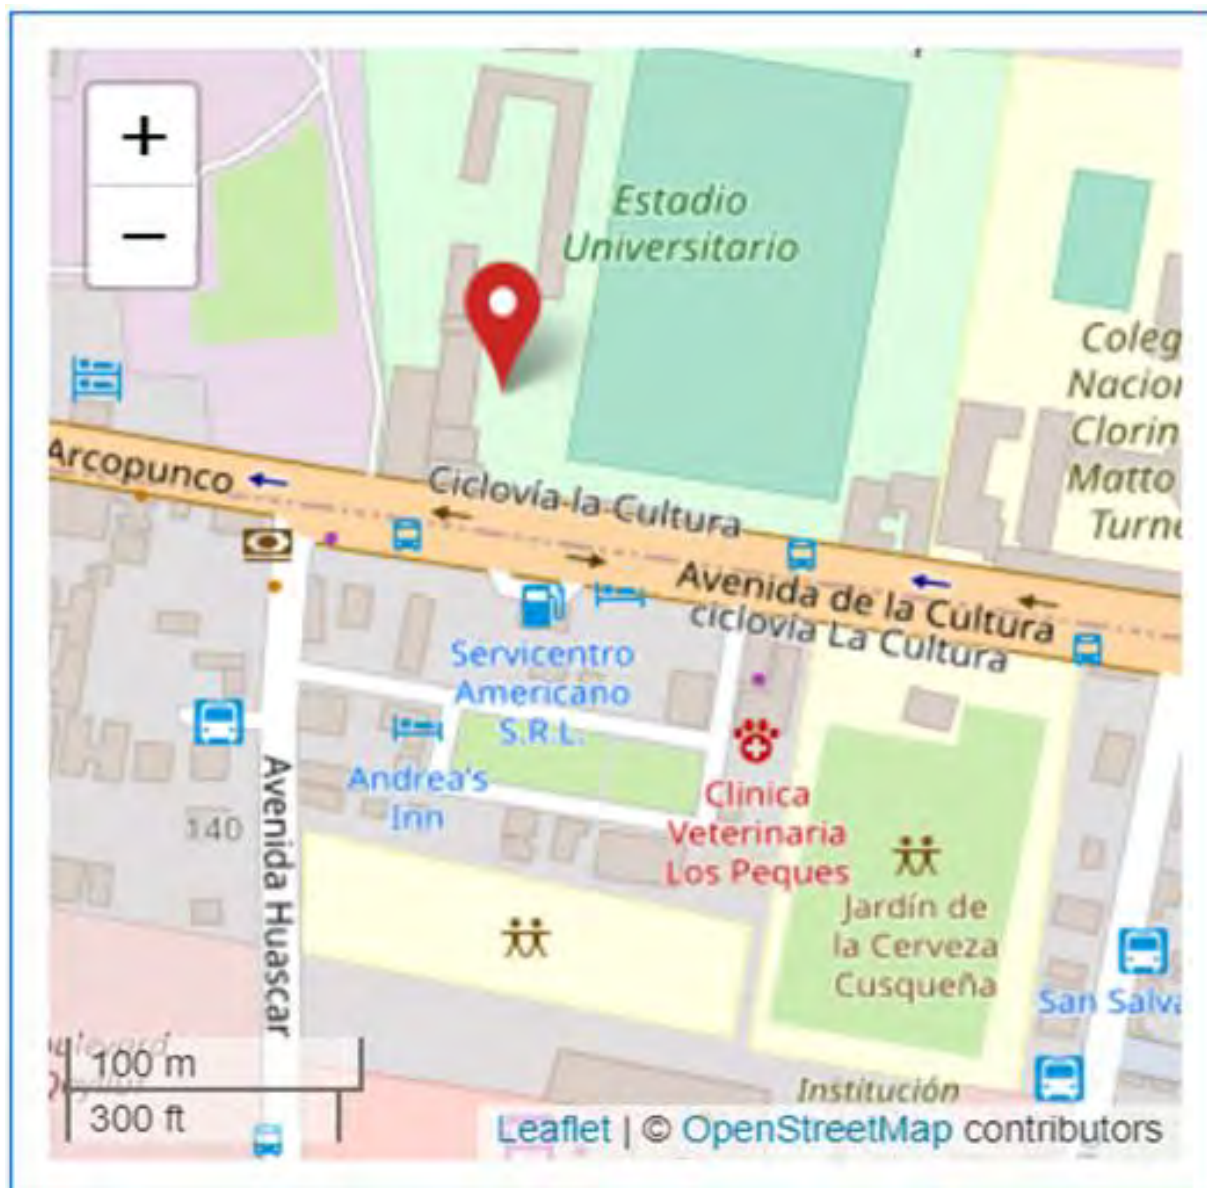 +
−
Estadio
Universitario
Coleg
Nacion
Clorin
Matto
Turne
Arcopunco
Ciclovía la Cultura
Avenida de la Cultura
ciclovía La Cultura
Servicentro
Americano
S.R.L.
Andrea's
Inn
Clinica
Veterinaria
Los Peques
140
Avenida Huascar
Jardín de
la Cerveza
Cusqueña
San Salva
100 m
300 ft
Institución
Leaflet | © OpenStreetMap contributors